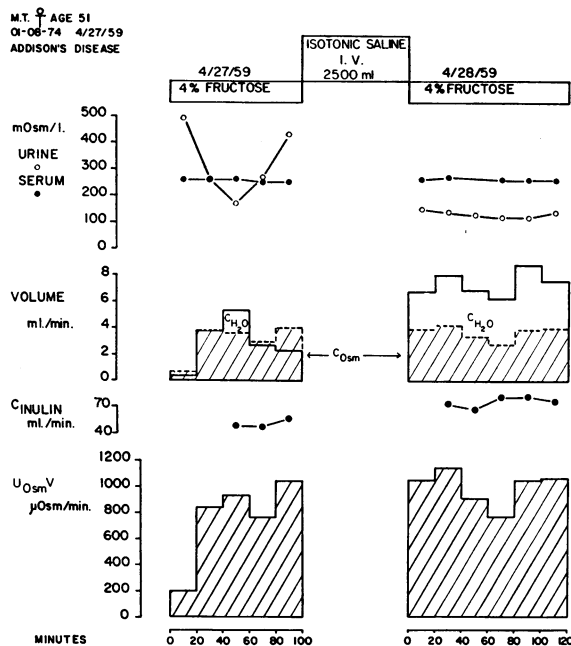 M.T. AGE 51
01-08-74 4/27/59
ADDISON'S DISEASE
ISOTONIC SALINE
I. V.
2500 ml
4/27/59
4% FRUCTOSE
4/28/59
4% FRUCTOSE
mOsm/l.
URINE
SERUM
500
400
300
200
100
0
VOLUME
ml./min.
8
6
4
2
0
CH₂O
CH₂O
COsm
CINULIN
ml./min.
70
40
UOsmV
µOsm/min.
1200
1000
800
600
400
200
0
MINUTES
0 20 40 60 80 100
0 20 40 60 80 100 120